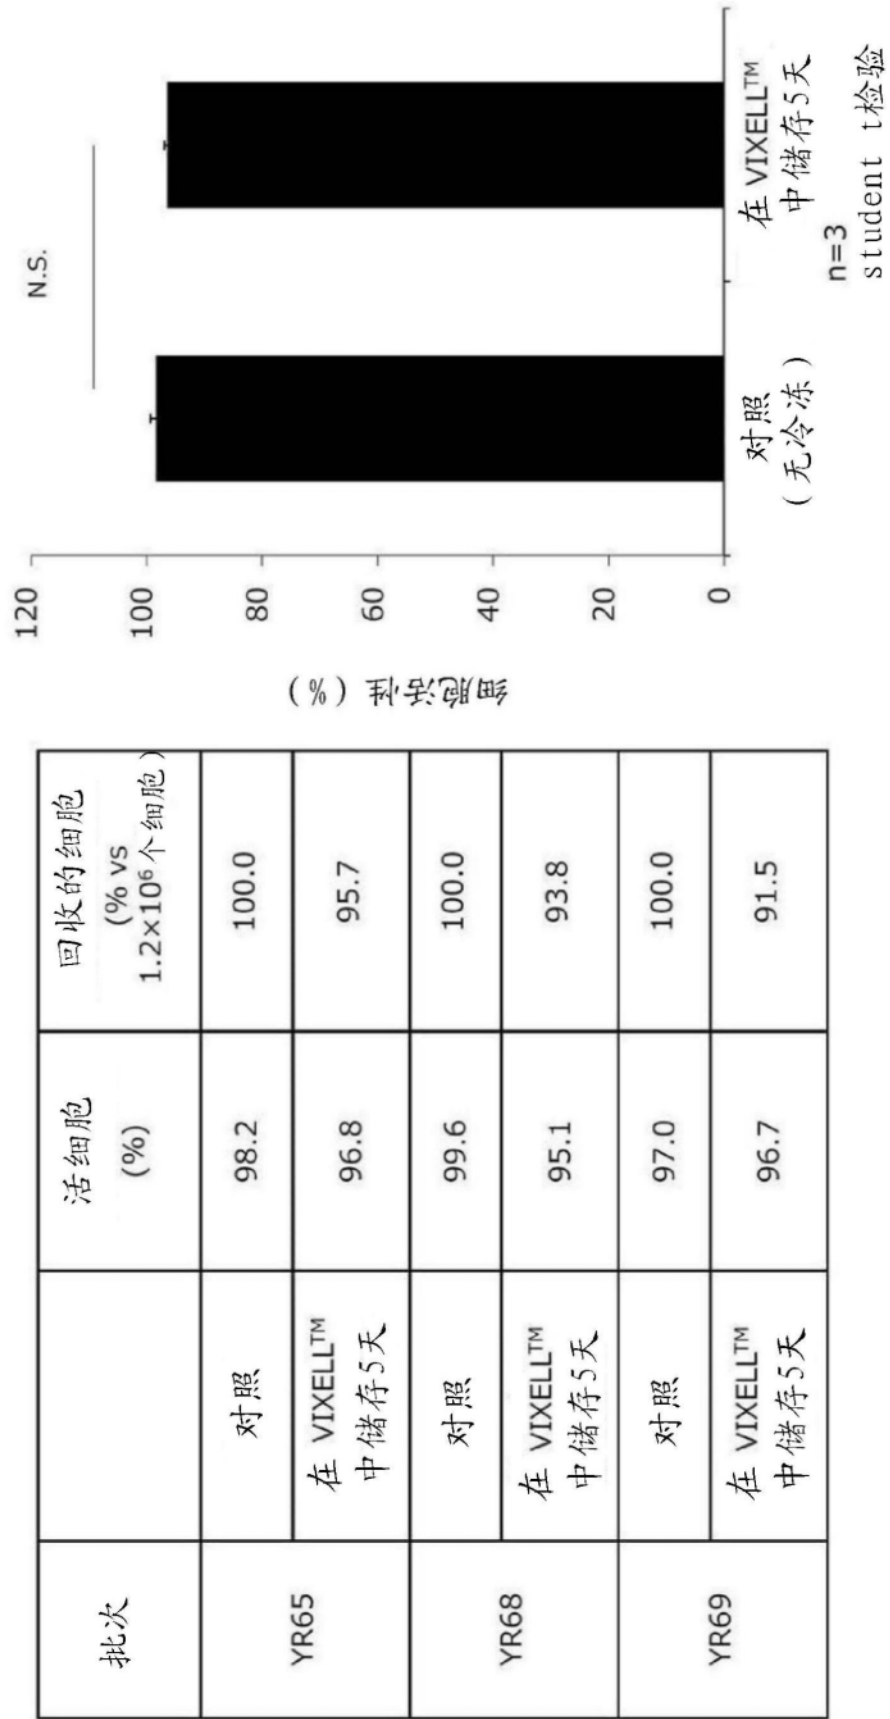 批次
活细胞
(%)
回收的细胞
(% vs
1.2×10⁶个细胞)
YR65
对照
98.2
100.0
在 VIXELL™
中储存5天
96.8
95.7
YR68
对照
99.6
100.0
在 VIXELL™
中储存5天
95.1
93.8
YR69
对照
97.0
100.0
在 VIXELL™
中储存5天
96.7
91.5
细胞活性(%)
120
100
80
60
40
20
0
N.S.
对照
(无冷冻)
在 VIXELL™
中储存5天
n=3
student t检验